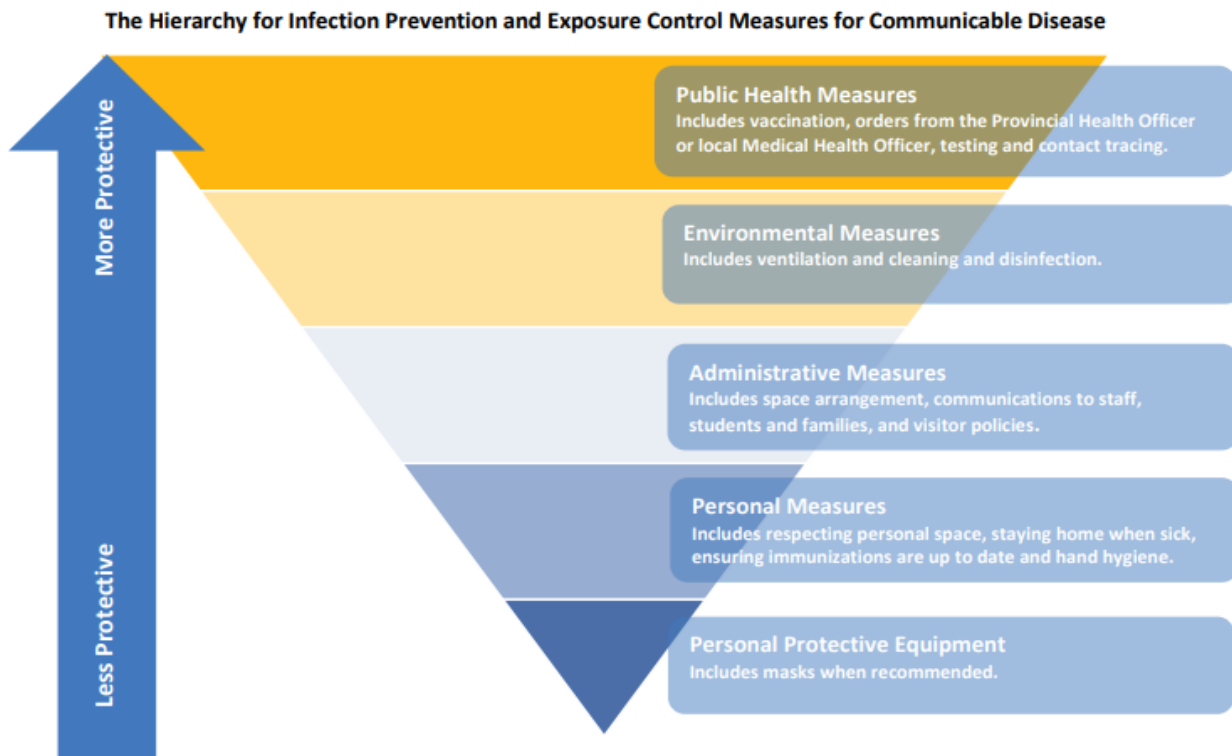 The Hierarchy for Infection Prevention and Exposure Control Measures for Communicable Disease
More Protective
Less Protective
Public Health Measures
Includes vaccination, orders from the Provincial Health Officer
or local Medical Health Officer, testing and contact tracing.
Environmental Measures
Includes ventilation and cleaning and disinfection.
Administrative Measures
Includes space arrangement, communications to staff,
students and families, and visitor policies.
Personal Measures
Includes respecting personal space, staying home when sick,
ensuring immunizations are up to date and hand hygiene.
Personal Protective Equipment
Includes masks when recommended.